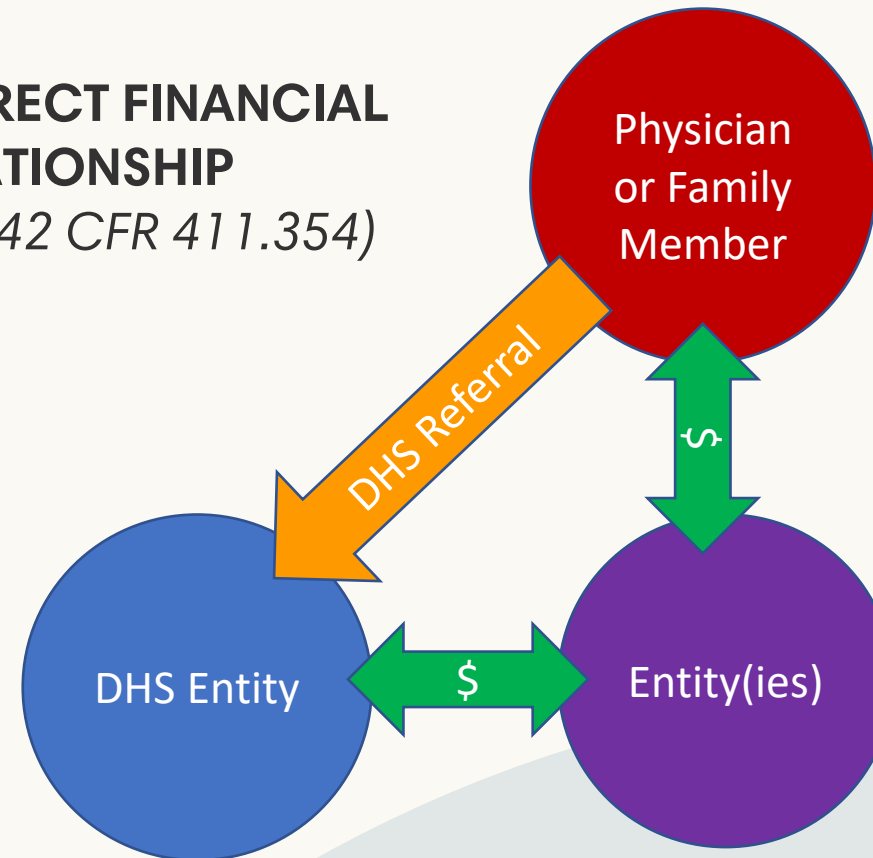 RECT FINANCIAL
ATIONSHIP
42 CFR 411.354)
Physician
or Family
Member
DHS Referral
$
DHS Entity
$
Entity(ies)